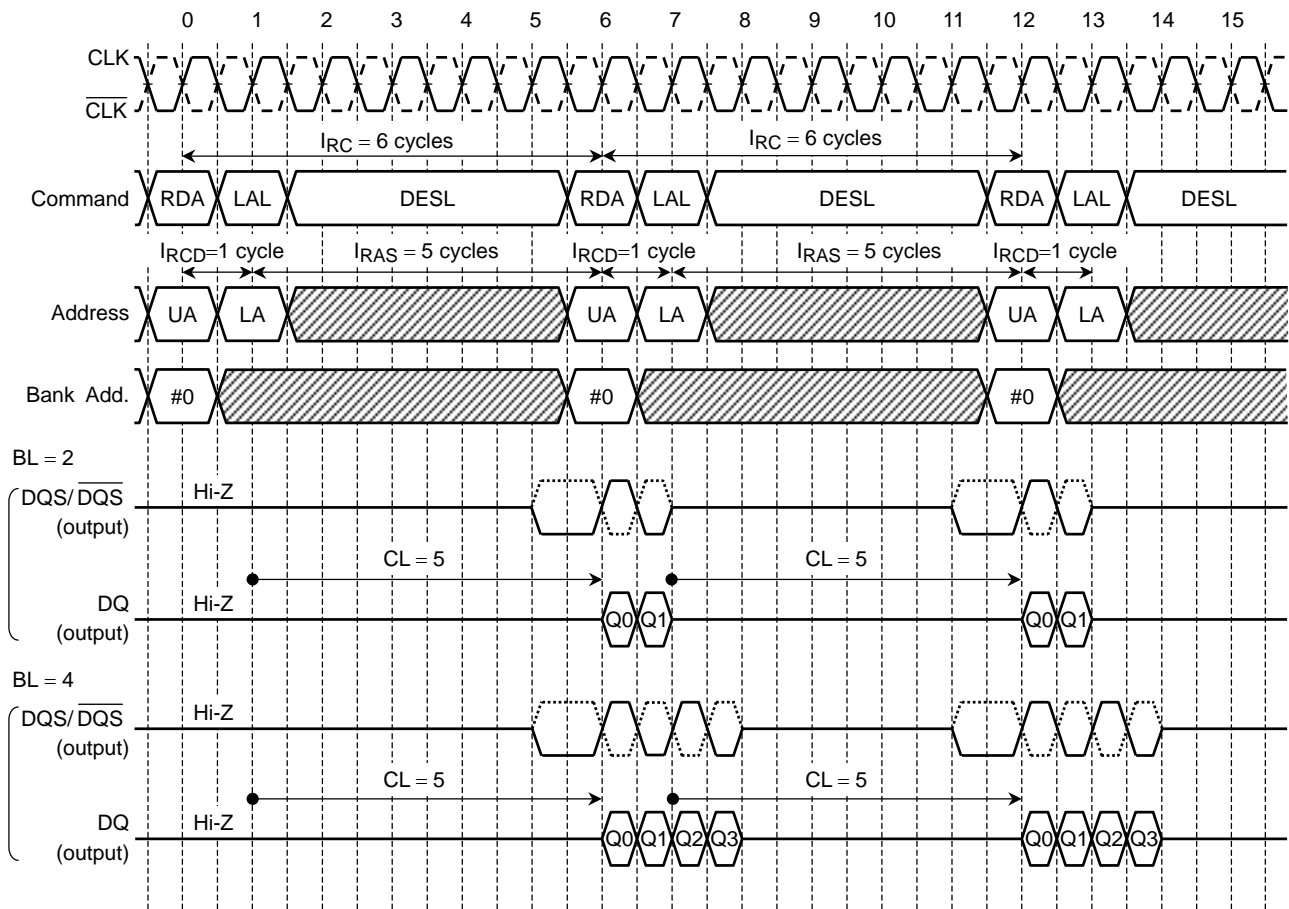 0 1 2 3 4 5 6 7 8 9 10 11 12 13 14 15
CLK
CLK
IRC = 6 cycles IRC = 6 cycles
Command RDA LAL DESL RDA LAL DESL RDA LAL DESL
IRCD=1 cycle IRAS = 5 cycles IRCD=1 cycle IRAS = 5 cycles IRCD=1 cycle
Address UA LA UA LA UA LA
Bank Add. #0 #0 #0
BL = 2
DQS/DQS Hi-Z
(output)
CL = 5 CL = 5
DQ Hi-Z Q0 Q1 Q0 Q1
(output)
BL = 4
DQS/DQS Hi-Z
(output)
CL = 5 CL = 5
DQ Hi-Z Q0 Q1 Q2 Q3 Q0 Q1 Q2 Q3
(output)